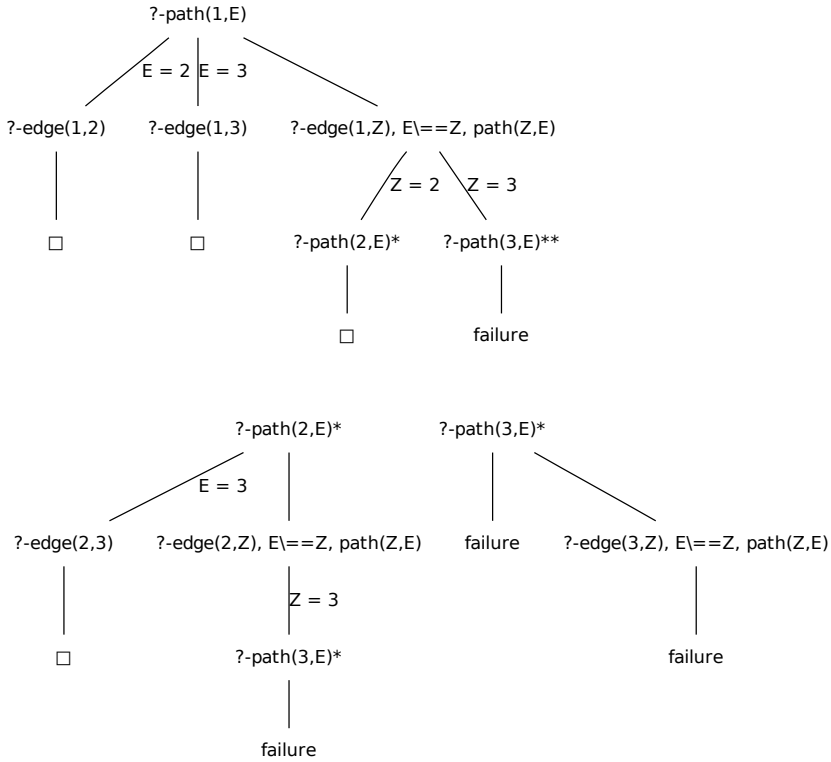 ?-path(1,E)
E = 2 E = 3
?-edge(1,2) ?-edge(1,3) ?-edge(1,Z), E\==Z, path(Z,E)
Z = 2 Z = 3
□ □ ?-path(2,E)* ?-path(3,E)**
□ failure
?-path(2,E)* ?-path(3,E)*
E = 3
?-edge(2,3) ?-edge(2,Z), E\==Z, path(Z,E) failure ?-edge(3,Z), E\==Z, path(Z,E)
Z = 3
□ ?-path(3,E)* failure
failure